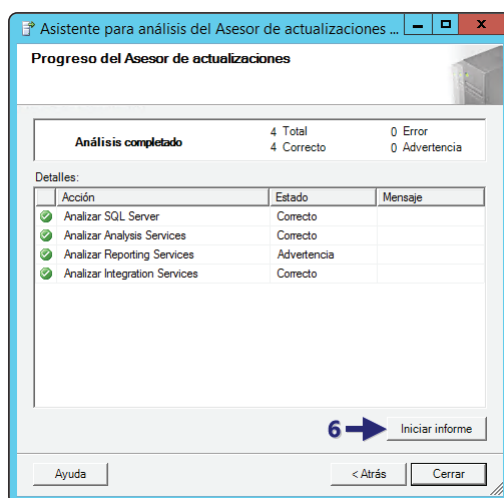 Asistente para análisis del Asesor de actualizaciones ...
Progreso del Asesor de actualizaciones
Análisis completado
4 Total 0 Error
4 Correcto 0 Advertencia
Detalles:
Acción Estado Mensaje
Analizar SQL Server Correcto
Analizar Analysis Services Correcto
Analizar Reporting Services Advertencia
Analizar Integration Services Correcto
6 Iniciar informe
Ayuda < Atrás Cerrar